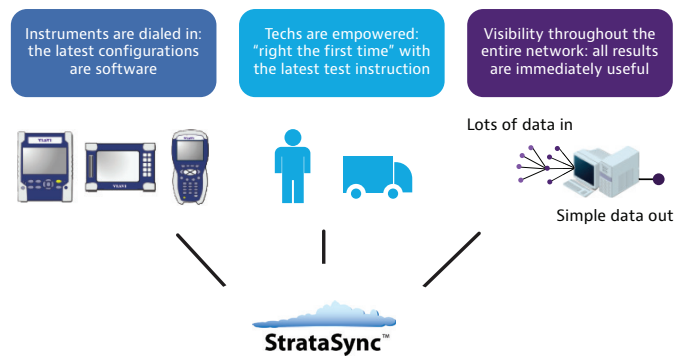 Instruments are dialed in:
the latest configurations
are software
Techs are empowered:
“right the first time” with
the latest test instruction
Visibility throughout the
entire network: all results
are immediately useful
VIAVI
VIAVI
Lots of data in
Simple data out
StrataSync™